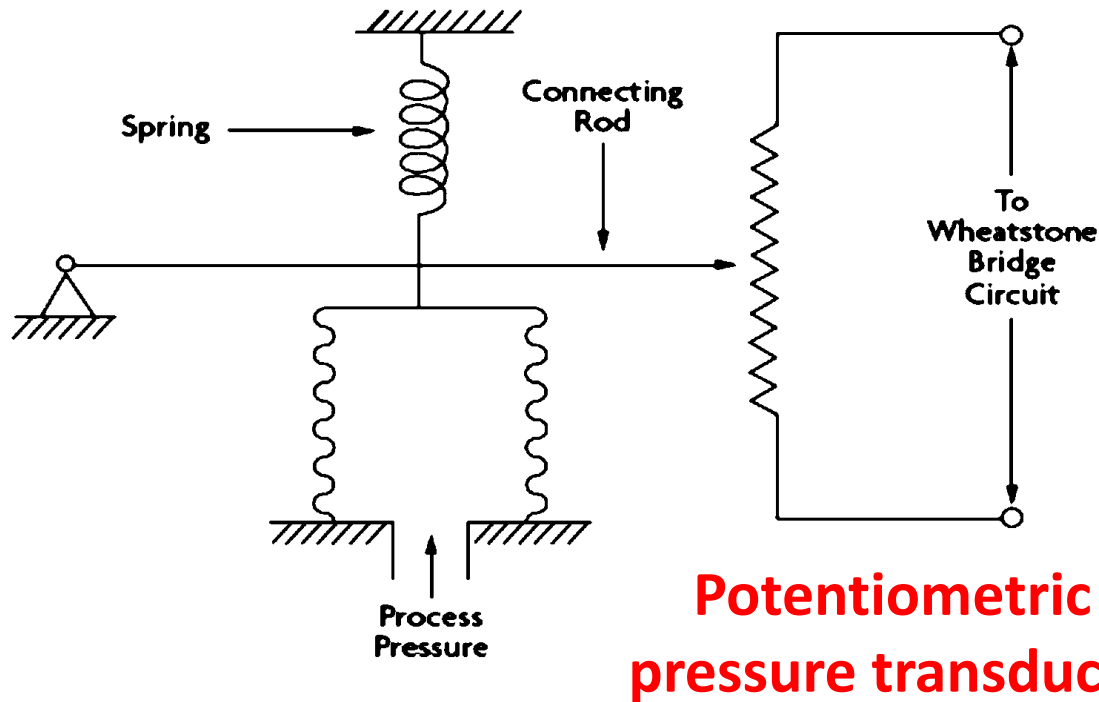 Spring
Connecting
Rod
To
Wheatstone
Bridge
Circuit
Process
Pressure
Potentiometric
pressure transduc